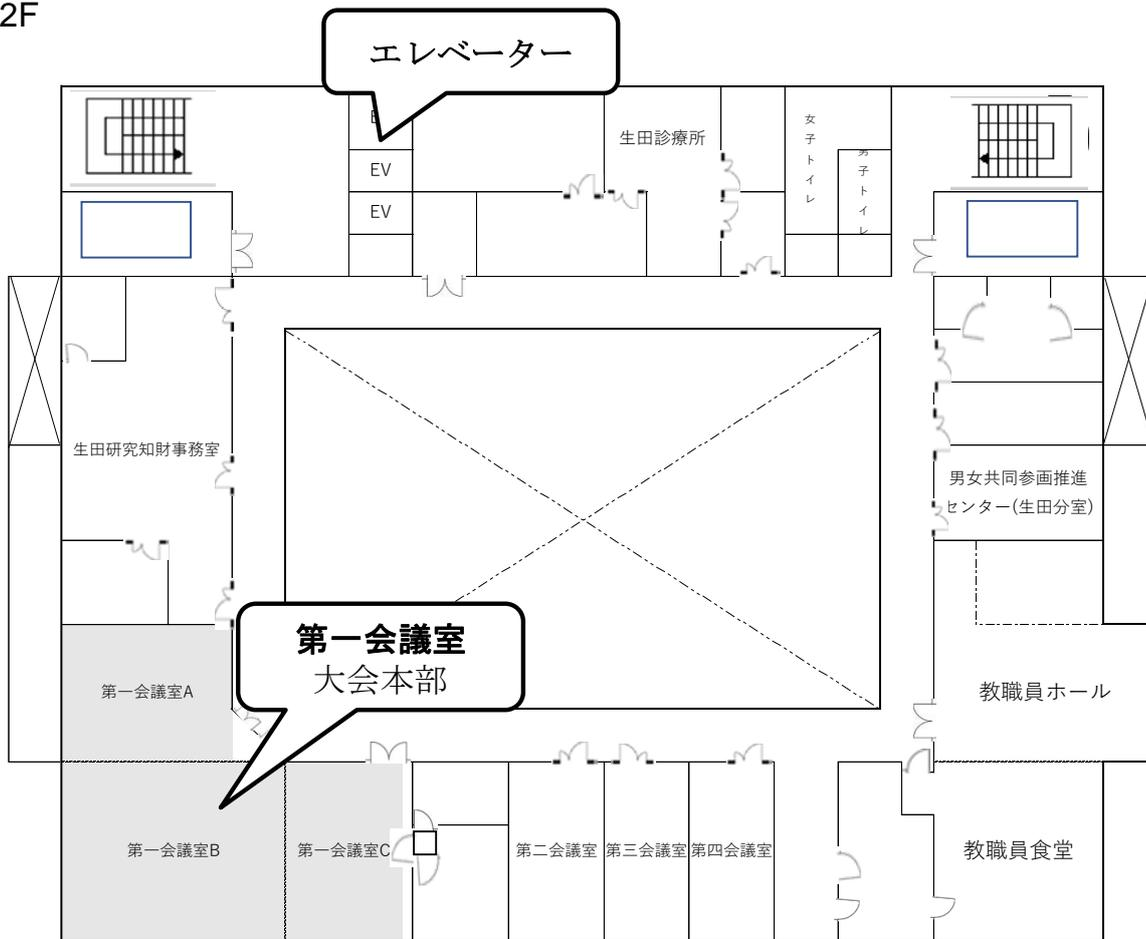 2F
エレベーター
生田診療所
女子トイレ
男子トイレ
EV
EV
生田研究知財事務室
男女共同参画推進
センター(生田分室)
第一会議室
大会本部
第一会議室A
教職員ホール
第一会議室B
第一会議室C
第二会議室
第三会議室
第四会議室
教職員食堂